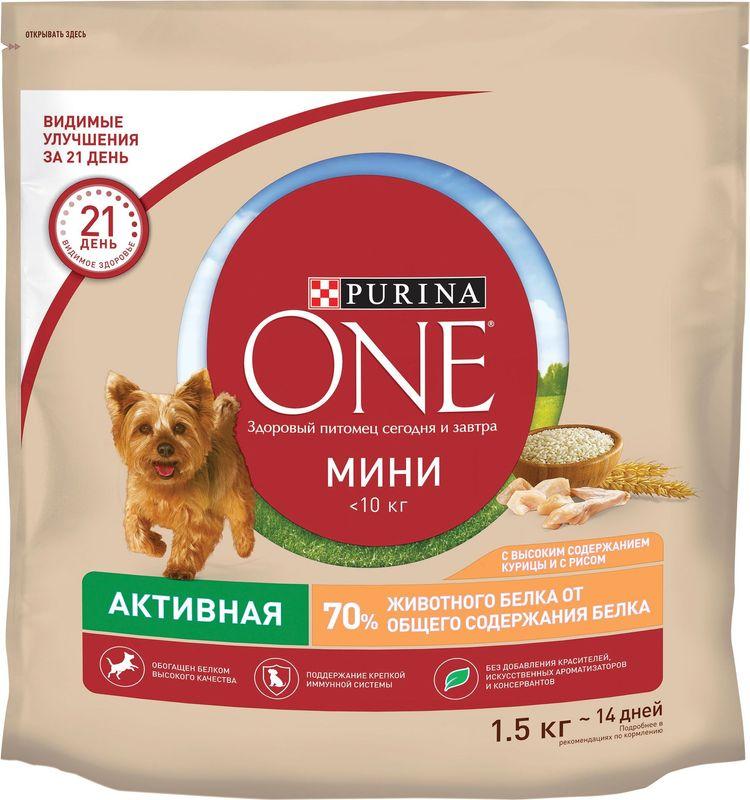 ОТКРЫВАТЬ ЗДЕСЬ
ВИДИМЫЕ
УЛУЧШЕНИЯ
ЗА 21 ДЕНЬ
21
ДЕНЬ
ВИДИМОЕ ЗДОРОВЬЕ
PURINA
ONE®
Здоровый питомец сегодня и завтра
МИНИ
<10 кг
С ВЫСОКИМ СОДЕРЖАНИЕМ
КУРИЦЫ И С РИСОМ
АКТИВНАЯ
70% ЖИВОТНОГО БЕЛКА ОТ
ОБЩЕГО СОДЕРЖАНИЯ БЕЛКА
ОБОГАЩЕН БЕЛКОМ
ВЫСОКОГО КАЧЕСТВА
ПОДДЕРЖАНИЕ КРЕПКОЙ
ИММУННОЙ СИСТЕМЫ
БЕЗ ДОБАВЛЕНИЯ КРАСИТЕЛЕЙ,
ИСКУССТВЕННЫХ АРОМАТИЗАТОРОВ
И КОНСЕРВАНТОВ
1.5 кг ~ 14 дней
Подробнее в
рекомендациях по кормлению